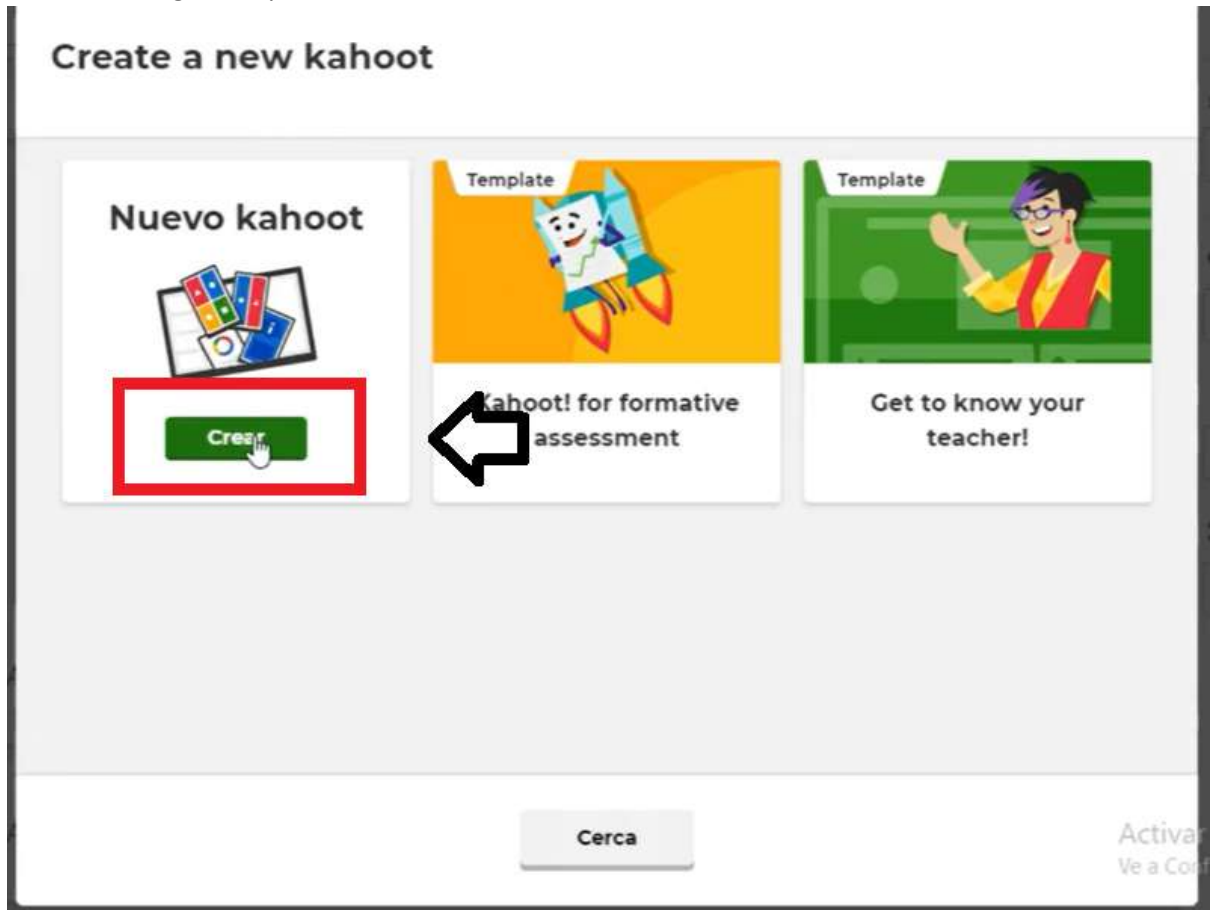 Create a new kahoot
Nuevo kahoot
Crear
Template
Kahoot! for formative
assessment
Template
Get to know your
teacher!
Cerca
Activar
Ve a Conf